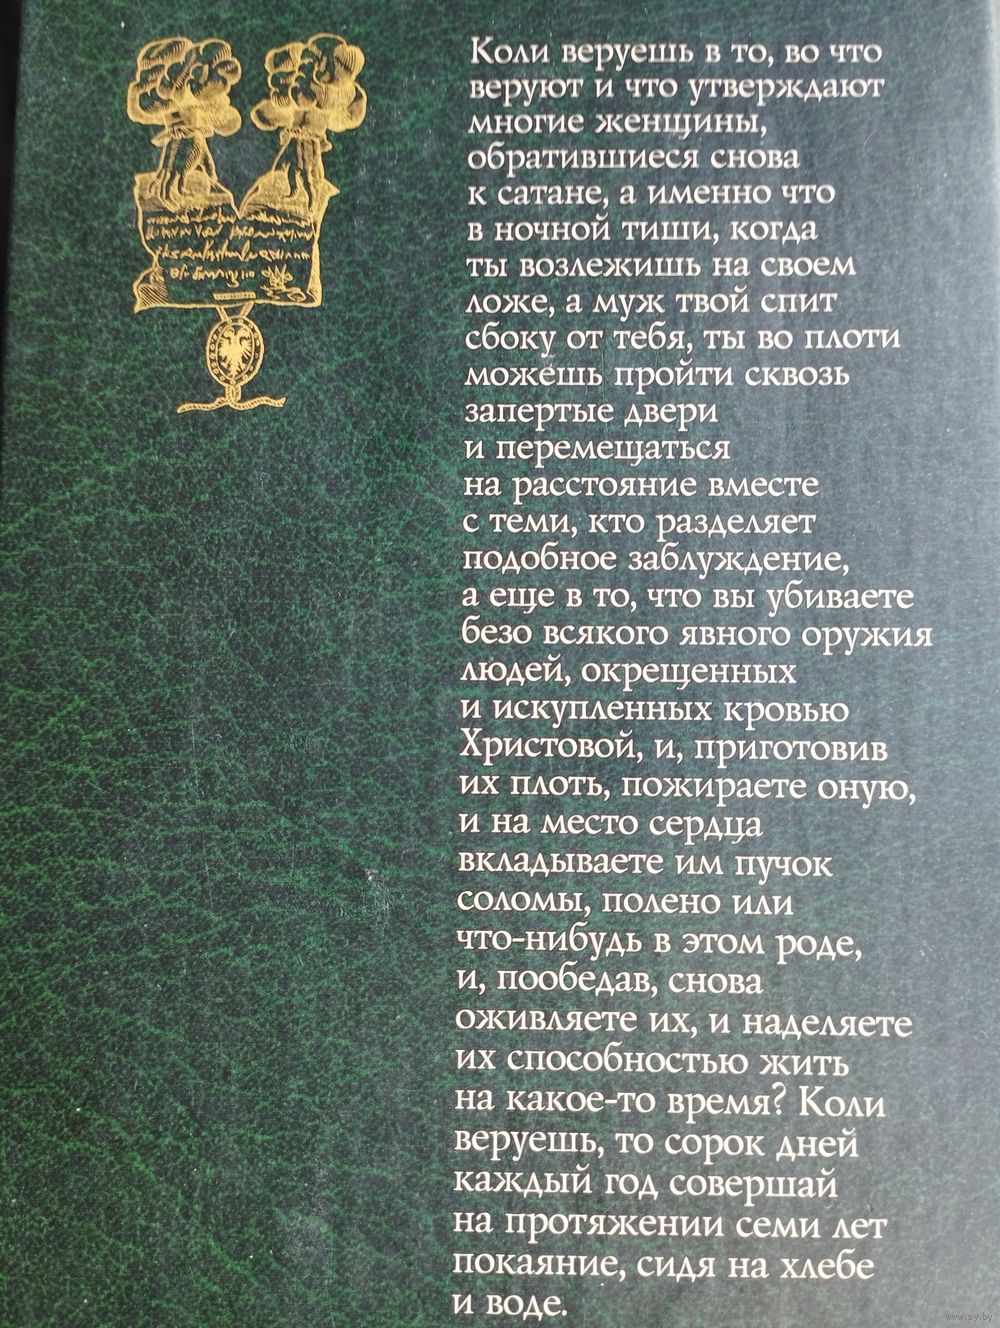 Коли веруешь в то, во что
веруют и что утверждают
многие женщины,
обратившиеся снова
к сатане, а именно что
в ночной тиши, когда
ты возлежишь на своем
ложе, а муж твой спит
сбоку от тебя, ты во плоти
можешь пройти сквозь
запертые двери
и перемещаться
на расстояние вместе
с теми, кто разделяет
подобное заблуждение,
а еще в то, что вы убиваете
безо всякого явного оружия
людей, окрещенных
и искупленных кровью
Христовой, и, приготовив
их плоть, пожираете оную,
и на место сердца
вкладываете им пучок
соломы, полено или
что-нибудь в этом роде,
и, пообедав, снова
оживляете их, и наделяете
их способностью жить
на какое-то время? Коли
веруешь, то сорок дней
каждый год совершай
на протяжении семи лет
покаяние, сидя на хлебе
и воде.
www.ay.by